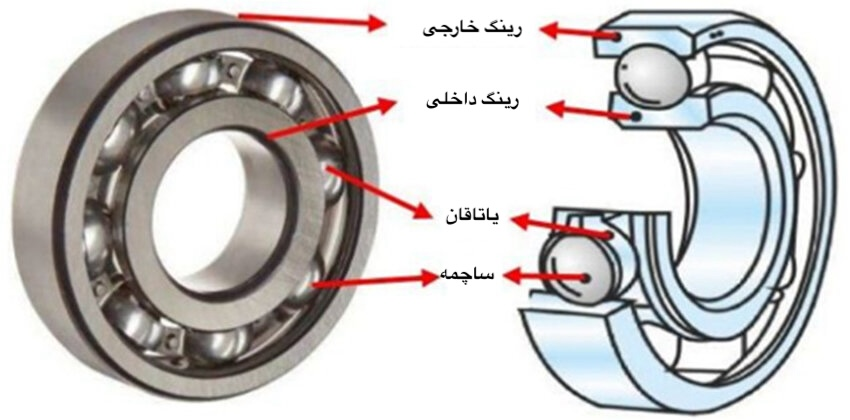 رینگ خارجی
رینگ داخلی
یاتاقان
ساچمه